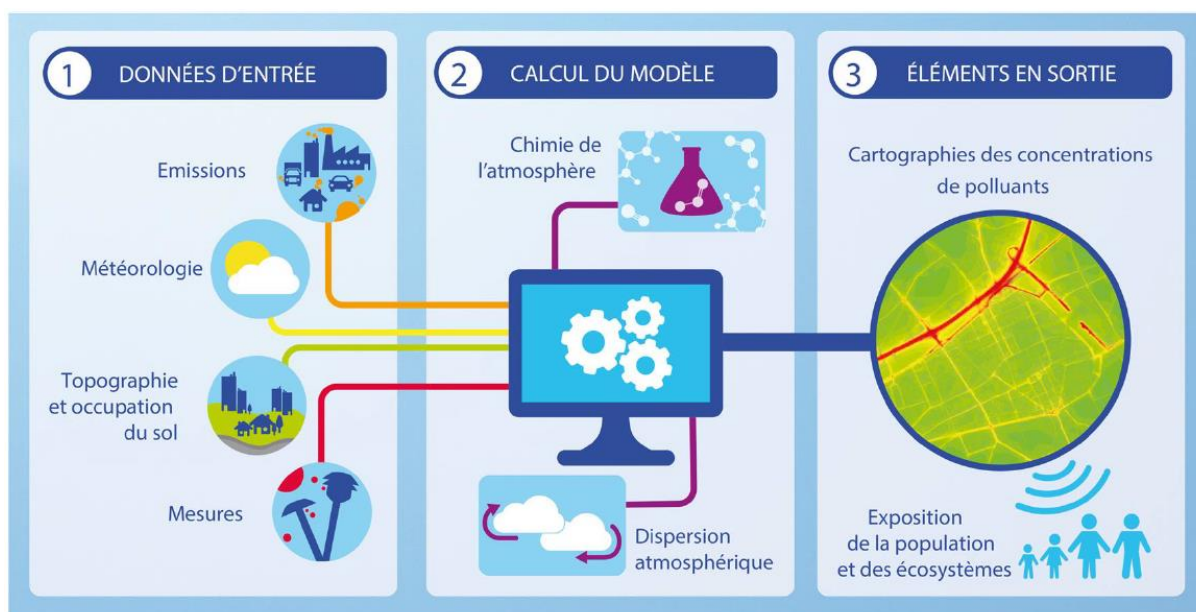 1 DONNÉES D'ENTRÉE
Emissions
Météorologie
Topographie
et occupation
du sol
Mesures
2 CALCUL DU MODÈLE
Chimie de
l'atmosphère
Dispersion
atmosphérique
3 ÉLÉMENTS EN SORTIE
Cartographies des concentrations
de polluants
Exposition
de la population
et des écosystèmes